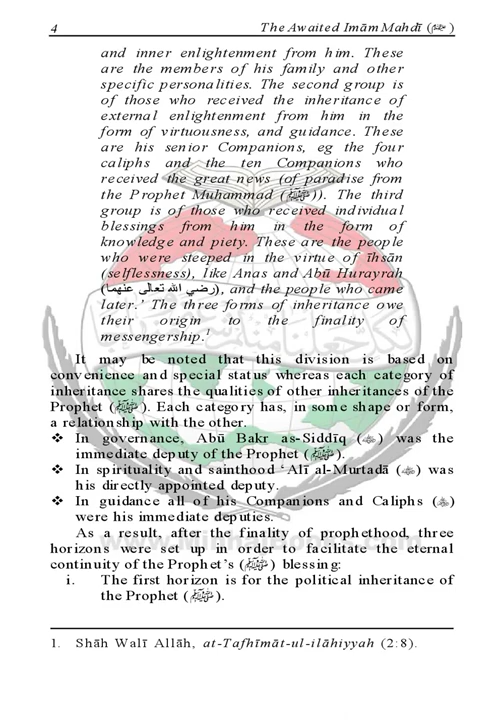 4 The Awaited Imām Mahdī (ﷺ)
and inner enlightenment from him. These
are the members of his family and other
specific personalities. The second group is
of those who received the inheritance of
external enlightenment from him in the
form of virtuousness, and guidance. These
are his senior Companions, eg the four
caliphs and the ten Companions who
received the great news (of paradise from
the Prophet Muhammad (ﷺ)). The third
group is of those who received individual
blessings from him in the form of
knowledge and piety. These are the people
who were steeped in the virtue of īhsān
(selflessness), like Anas and Abū Hurayrah
(رضي الله تعالى عنهما), and the people who came
later.' The three forms of inheritance owe
their origin to the finality of
messengership.1
It may be noted that this division is based on
convenience and special status whereas each category of
inheritance shares the qualities of other inheritances of the
Prophet (ﷺ). Each category has, in some shape or form,
a relationship with the other.
❖ In governance, Abū Bakr as-Siddīq () was the
immediate deputy of the Prophet (ﷺ).
❖ In spirituality and sainthood ‘Alī al-Murtadā () was
his directly appointed deputy.
❖ In guidance all of his Companions and Caliphs ()
were his immediate deputies.
As a result, after the finality of prophethood, three
horizons were set up in order to facilitate the eternal
continuity of the Prophet’s (ﷺ) blessing:
i. The first horizon is for the political inheritance of
the Prophet (ﷺ).
1. Shāh Walī Allāh, at-Tafhīmāt-ul-ilāhiyyah (2:8).